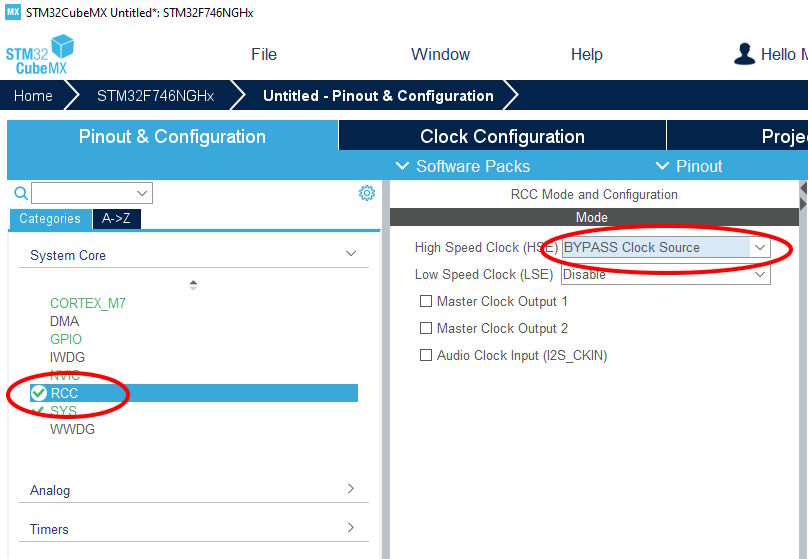 MX STM32CubeMX Untitled*: STM32F746NGHx
STM32
CubeMX
File Window Help Hello M
Home STM32F746NGHx Untitled - Pinout & Configuration
Pinout & Configuration Clock Configuration Proje
Software Packs Pinout
Categories A->Z
System Core
CORTEX_M7
DMA
GPIO
IWDG
NVIC
RCC
SYS
WWDG
Analog
Timers
RCC Mode and Configuration
Mode
High Speed Clock (HSE) BYPASS Clock Source
Low Speed Clock (LSE) Disable
Master Clock Output 1
Master Clock Output 2
Audio Clock Input (I2S_CKIN)